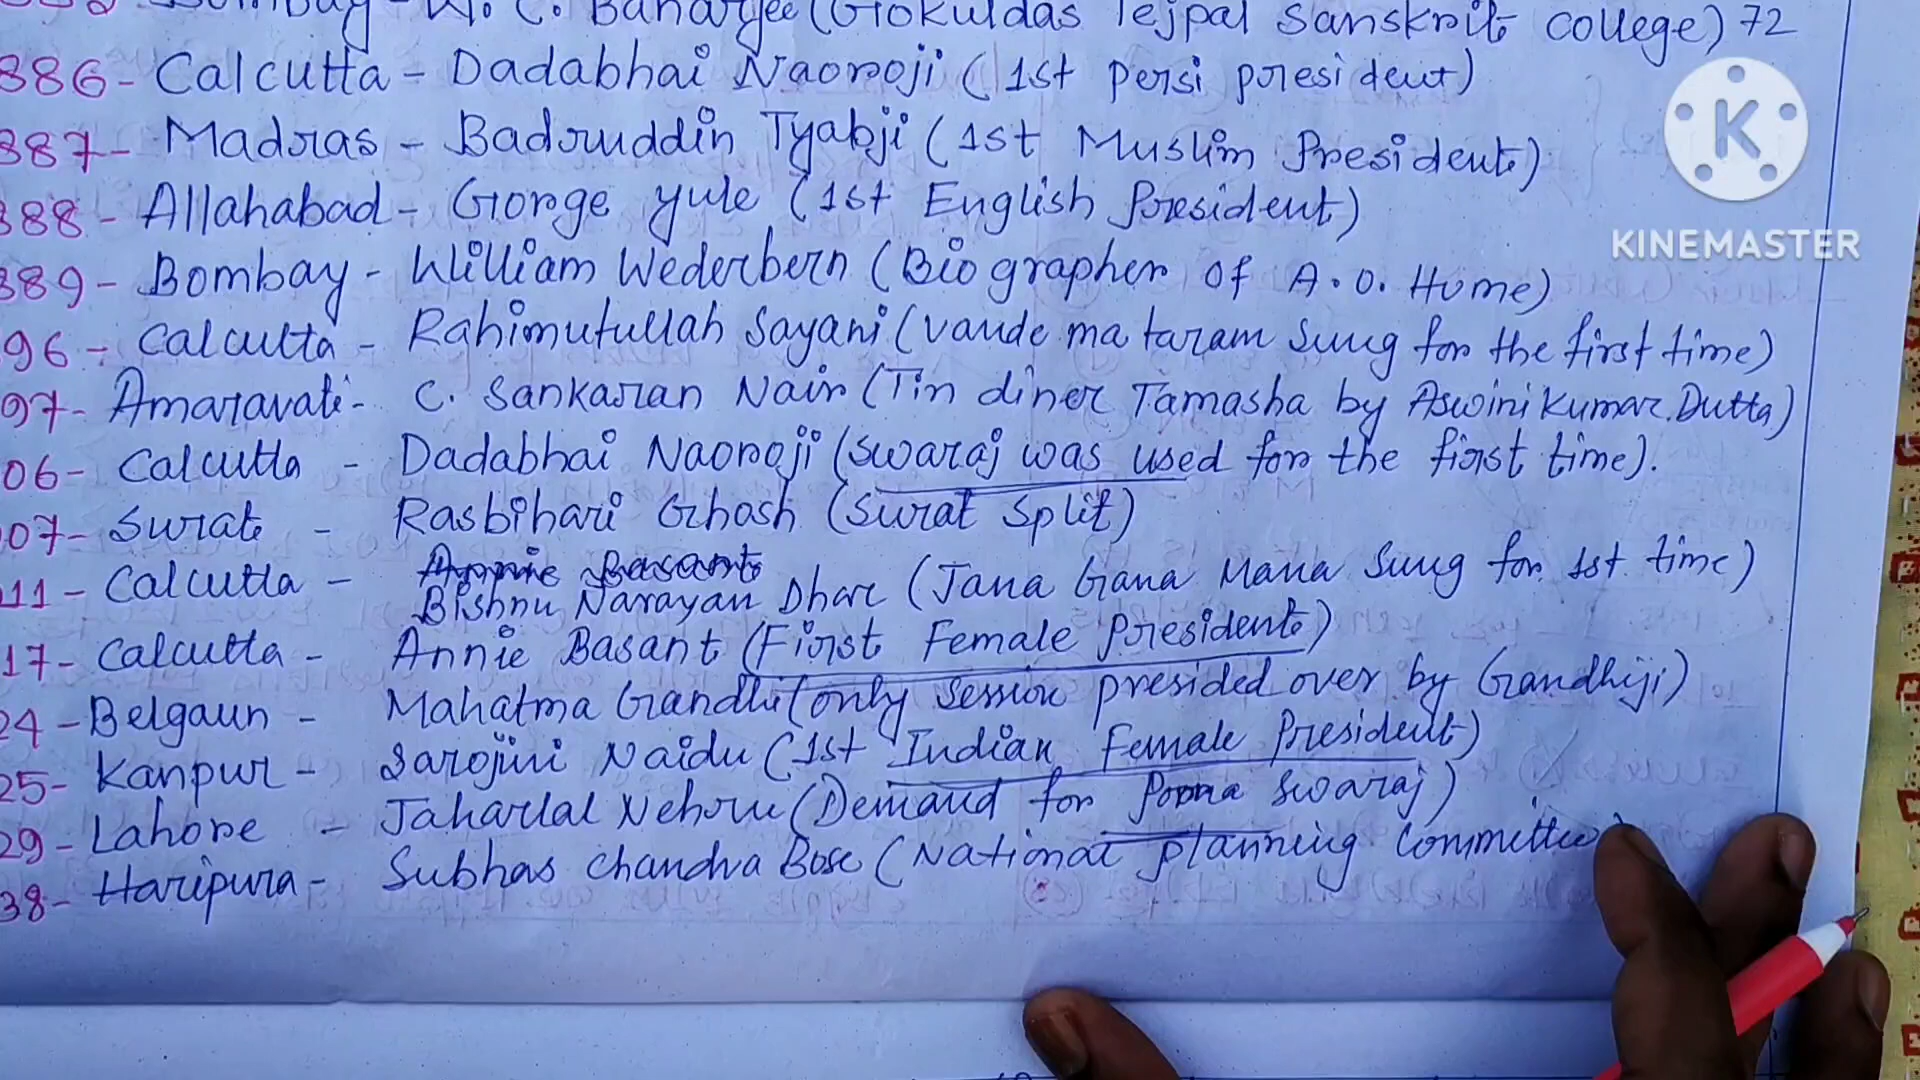 Bombay - W. C. Banarjee (Gokuldas Tejpal Sanskrit College) 72
886 - Calcutta - Dadabhai Naoroji (1st Persi president)
887 - Madras - Badruddin Tyabji (1st Muslim President)
888 - Allahabad - Gorge Yule (1st English President)
889 - Bombay - William Wederbern (Biographer of A.O. Hume)
96 - Calcutta - Rahimutullah Sayani (Vande mataram Sung for the first time)
97 - Amaravati - C. Sankaran Nair (Tin diner Tamasha by Aswini Kumar Dutta)
06 - Calcutta - Dadabhai Naoroji (Swaraj was used for the first time).
07 - Surat - Rasbihari Ghosh (Surat Split)
Annie Basant
11 - Calcutta - Bishnu Narayan Dhar (Jana Gana Mana Sung for 1st time)
17 - Calcutta - Annie Basant (First Female President)
24 - Belgaun - Mahatma Gandhi (only session presided over by Gandhiji)
25 - Kanpur - Sarojini Naidu (1st Indian Female President)
29 - Lahore - Jaharlal Nehru (Demand for Swaraj)
38 - Haripura - Subhas Chandra Bose (National planning Committee)
K
KINEMASTER